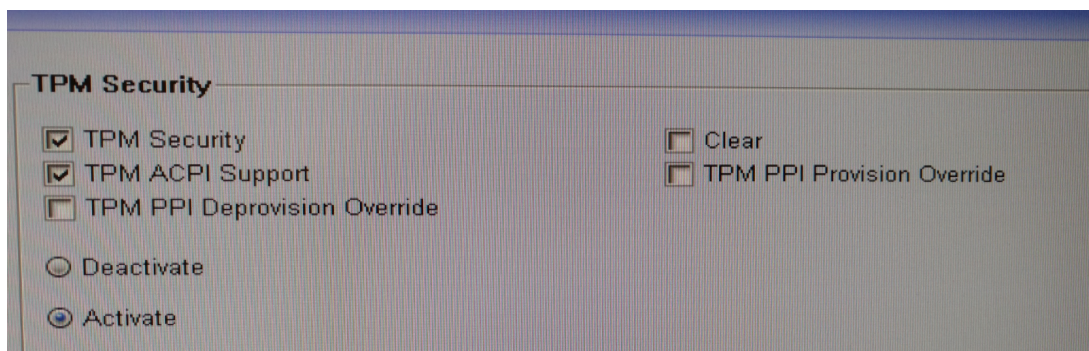 TPM Security
TPM Security
Clear
TPM ACPI Support
TPM PPI Provision Override
TPM PPI Deprovision Override
Deactivate
Activate